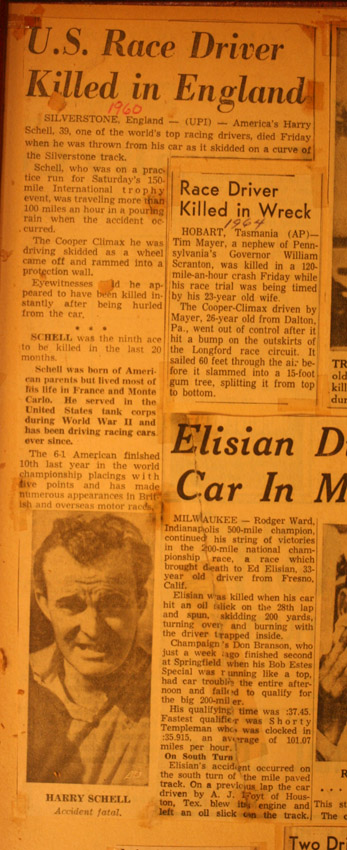 U.S. Race Driver
Killed in England
1960
SILVERSTONE, England — (UPI) — America's Harry
Schell, 39, one of the world's top racing drivers, died Friday
when he was thrown from his car as it skidded on a curve of
the Silverstone track.
Schell, who was on a prac-
tice run for Saturday's 150-
mile International trophy
event, was traveling more than
100 miles an hour in a pouring
rain when the accident oc-
curred.
The Cooper Climax he was
driving skidded as a wheel
came off and rammed into a
protection wall.
Eyewitnesses said he ap-
peared to have been killed in-
stantly after being hurled
from the car.
* * *
SCHELL was the ninth ace
to be killed in the last 20
months.
Schell was born of Ameri-
can parents but lived most of
his life in France and Monte
Carlo. He served in the
United States tank corps
during World War II and
has been driving racing cars
ever since.
The 6-1 American finished
10th last year in the world
championship placings with
five points and has made
numerous appearances in Brit-
ish and overseas motor races.
HARRY SCHELL
Accident fatal.
Race Driver
Killed in Wreck
1964
HOBART, Tasmania (AP)—
Tim Mayer, a nephew of Penn-
sylvania's Governor William
Scranton, was killed in a 120-
mile-an-hour crash Friday while
his race trial was being timed
by his 23-year old wife.
The Cooper-Climax driven by
Mayer, 26-year old from Dalton,
Pa., went out of control after it
hit a bump on the outskirts of
the Longford race circuit. It
sailed 60 feet through the air be-
fore it slammed into a 15-foot
gum tree, splitting it from top
to bottom.
Elisian D
Car In M
MILWAUKEE — Rodger Ward,
Indianapolis 500-mile champion,
continued his string of victories
in the 200-mile national cham-
pionship race, a race which
brought death to Ed Elisian, 33-
year old driver from Fresno,
Calif.
Elisian was killed when his car
hit an oil slick on the 28th lap
and spun, skidding 200 yards,
turning over and burning with
the driver trapped inside.
Champaign's Don Branson, who
just a week ago finished second
at Springfield when his Bob Estes
Special was running like a top,
had car trouble the entire after-
noon and failed to qualify for
the big 200-miler.
His qualifying time was :37.45.
Fastest qualifier was Shorty
Templeman who was clocked in
:35.915, an average of 101.07
miles per hour.
On South Turn
Elisian's accident occurred on
the south turn of the mile paved
track. On a previous lap the car
driven by A. J. Foyt of Hous-
ton, Tex. blew its engine and
left an oil slick on the track.
TR
old
kill
dur
R
This st
The c
Two Dri